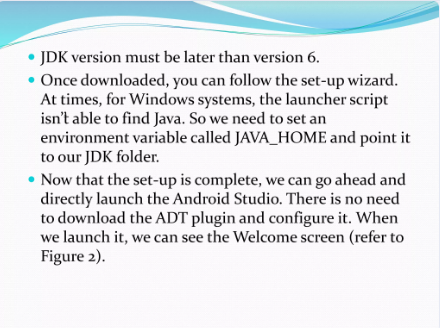 JDK version must be later than version 6.
Once downloaded, you can follow the set-up wizard.
At times, for Windows systems, the launcher script
isn't able to find Java. So we need to set an
environment variable called JAVA_HOME and point it
to our JDK folder.
Now that the set-up is complete, we can go ahead and
directly launch the Android Studio. There is no need
to download the ADT plugin and configure it. When
we launch it, we can see the Welcome screen (refer to
Figure 2).